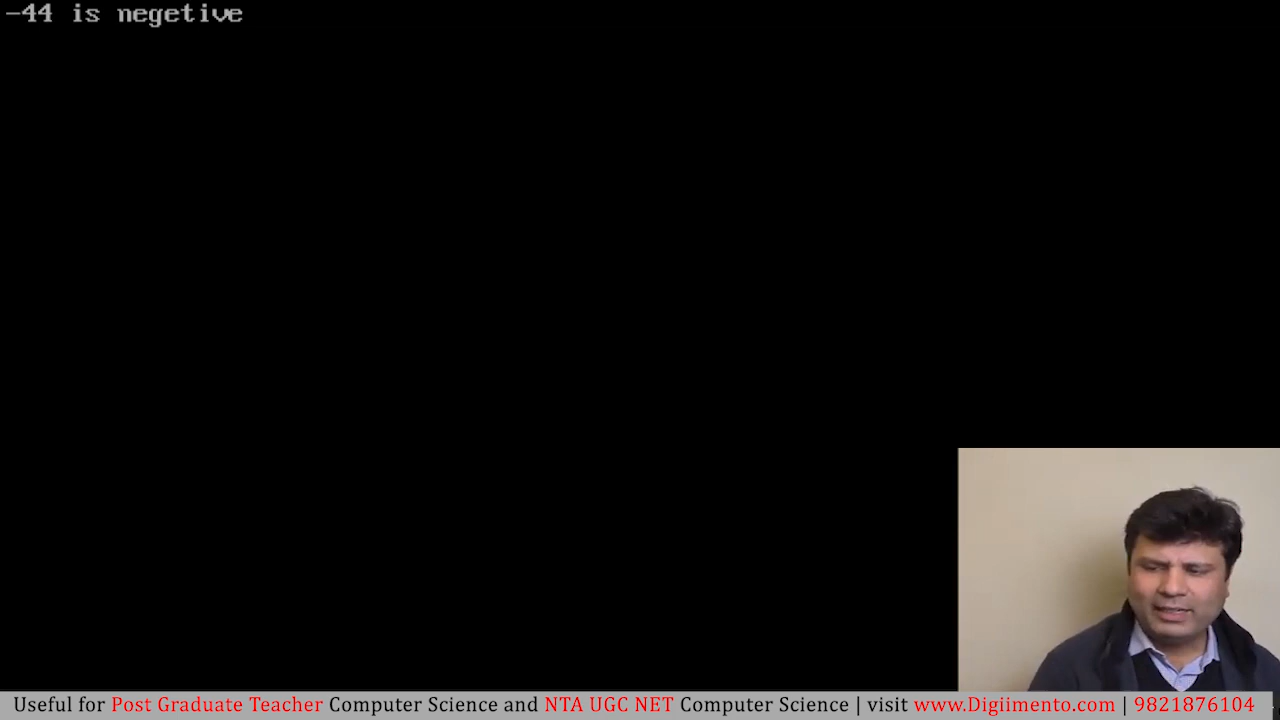 -44 is negetive
Useful for Post Graduate Teacher Computer Science and NTA UGC NET Computer Science | visit www.Digiimento.com | 9821876104